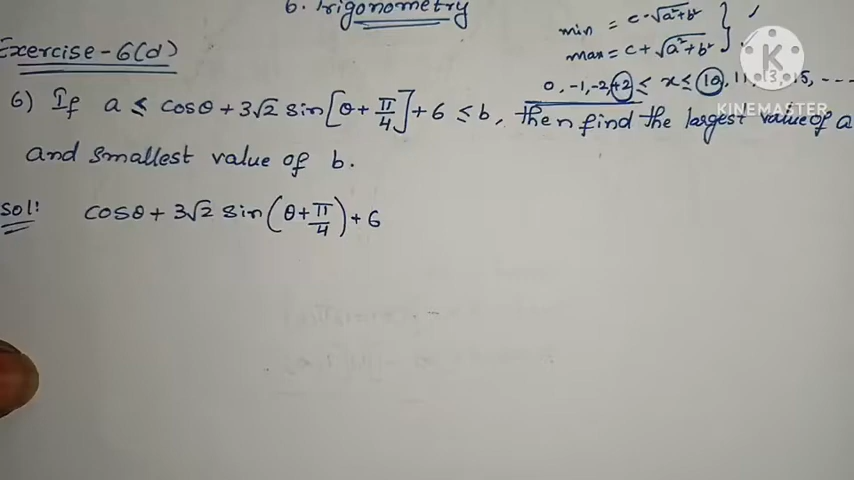 6. Trigonometry
min = c-√a²+b²
max = c+√a²+b²
Exercise-6(d)
0, -1, -2, +2 ≤ x ≤ 10, 11, 13, 15, ---
KINEMASTER
6) If a ≤ cosθ + 3√2 sin[θ + π/4] + 6 ≤ b, then find the largest value of a
and smallest value of b.
Sol: cosθ + 3√2 sin(θ + π/4) + 6